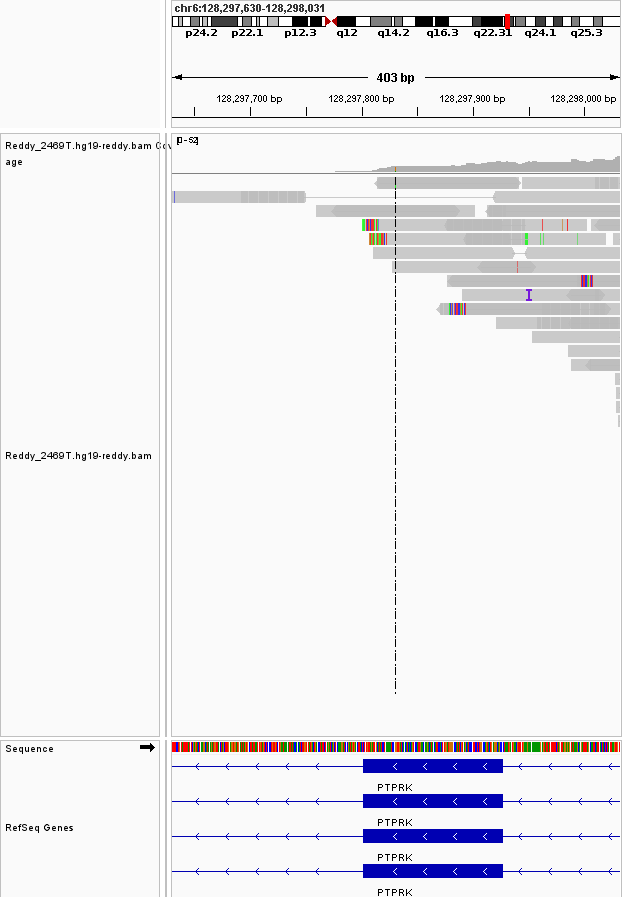 chr6:128,297,630-128,298,031
p24.2 p22.1 p12.3 q12 q14.2 q16.3 q22.31 q24.1 q25.3
403 bp
128,297,700 bp 128,297,800 bp 128,297,900 bp 128,298,000 bp
Reddy_2469T.hg19-reddy.bam Cov
age
[0-52]
Reddy_2469T.hg19-reddy.bam
Sequence
PTPRK
PTPRK
RefSeq Genes
PTPRK
PTPRK